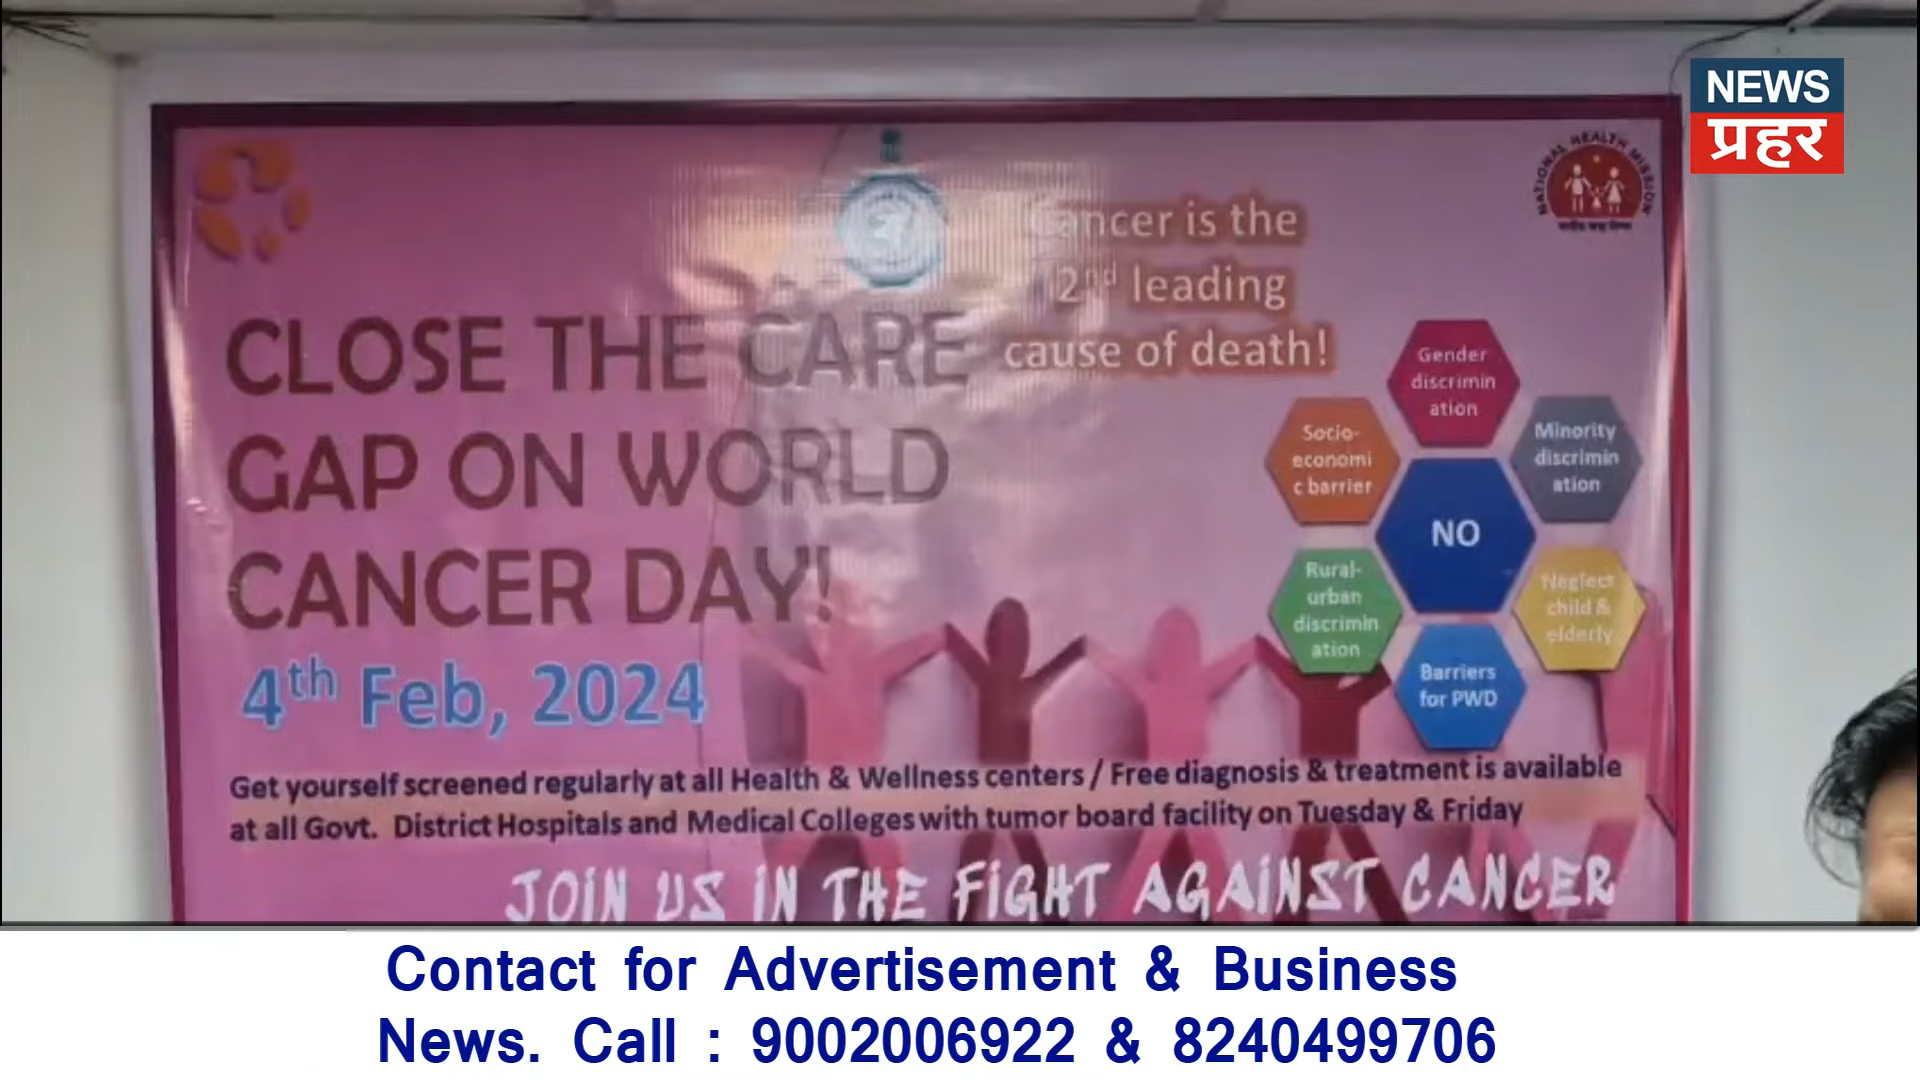 NEWS
प्रहर
NATIONAL HEALTH MISSION
Cancer is the
2nd leading
cause of death!
CLOSE THE CARE
GAP ON WORLD
CANCER DAY!
4th Feb, 2024
Gender
discrimin
ation
Socio-
economi
c barrier
Minority
discrimin
ation
NO
Rural-
urban
discrimin
ation
Neglect
child &
elderly
Barriers
for PWD
Get yourself screened regularly at all Health & Wellness centers / Free diagnosis & treatment is available
at all Govt. District Hospitals and Medical Colleges with tumor board facility on Tuesday & Friday
JOIN US IN THE FIGHT AGAINST CANCER
Contact for Advertisement & Business
News. Call : 9002006922 & 8240499706